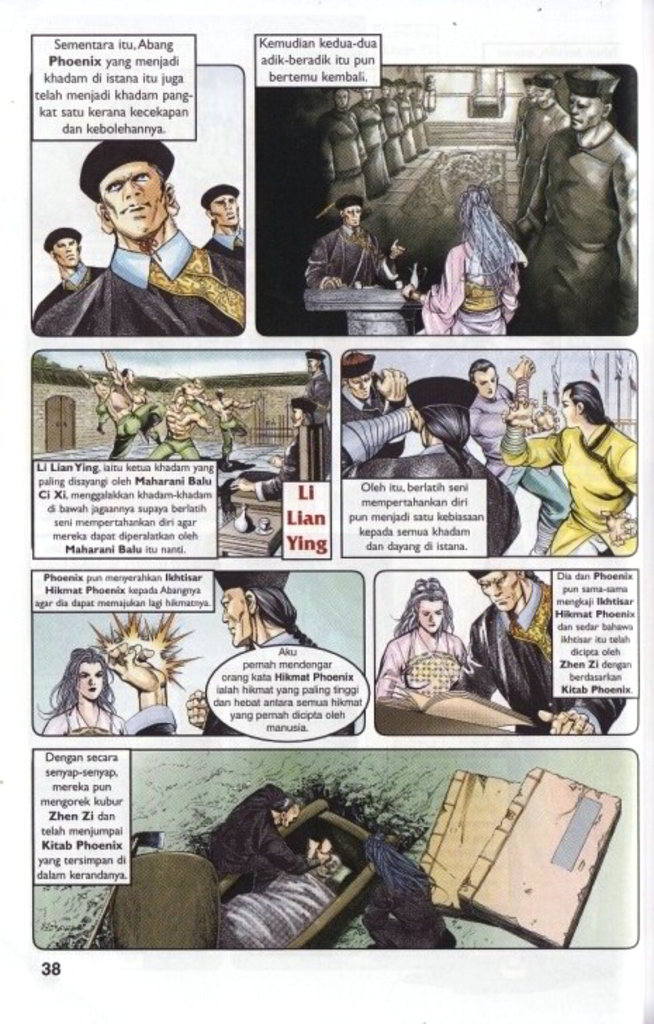 Sementara itu, Abang
Phoenix yang menjadi
khadam di istana itu juga
telah menjadi khadam pang-
kat satu kerana kecekapan
dan kebolehannya.
Kemudian kedua-dua
adik-beradik itu pun
bertemu kembali.
Li Lian Ying, iaitu ketua khadam yang
disayangi oleh Maharani Balu
Ci Xi, menggalakkan khadam-khadam
di bawah jagaannya supaya berlatih
seni mempertahankan diri agar
mereka dapat diperalatkan oleh
Maharani Balu itu nanti.
Li
Lian
Ying
Oleh itu, berlatih seni
mempertahankan diri
pun menjadi satu kebiasaan
kepada semua khadam
dan dayang di istana.
Phoenix pun menyerahkan Ikhtisar
Hikmat Phoenix kepada Abangnya
agar dia dapat memajukan lagi hikmatnya.
Aku
pernah mendengar
orang kata Hikmat Phoenix
ialah hikmat yang paling tinggi
dan hebat antara semua hikmat
yang pernah dicipta oleh
manusia.
Dia dan Phoenix
pun sama-sama
mengkaji Ikhtisar
Hikmat Phoenix
dan sedar bahawa
ikhtisar itu telah
dicipta oleh
Zhen Zi dengan
berdasarkan
Kitab Phoenix.
Dengan secara
senyap-senyap,
mereka pun
mengorek kubur
Zhen Zi dan
telah menjumpai
Kitab Phoenix
yang tersimpan di
dalam kerandanya.
38